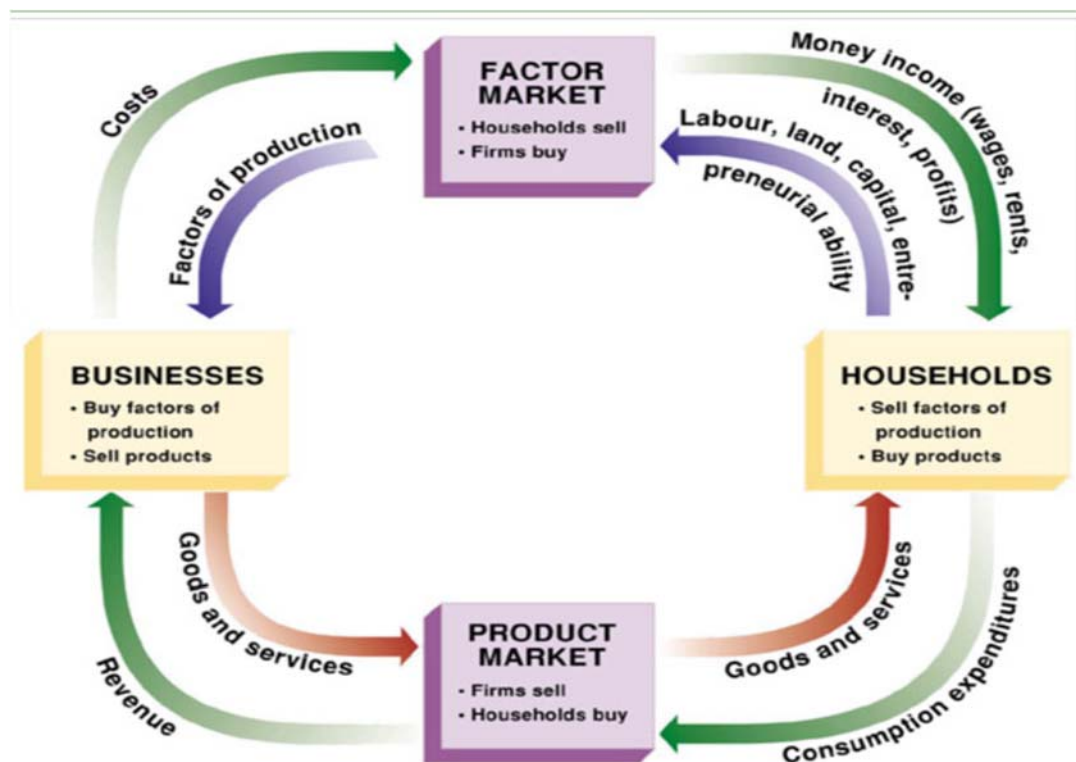 Costs
FACTOR
MARKET
• Households sell
• Firms buy
Money income (wages, rents,
interest, profits)
Labour, land, capital, entre-
preneurial ability
Factors of production
BUSINESSES
• Buy factors of
production
• Sell products
HOUSEHOLDS
• Sell factors of
production
• Buy products
Goods and services
Revenue
PRODUCT
MARKET
• Firms sell
• Households buy
Goods and services
Consumption expenditures